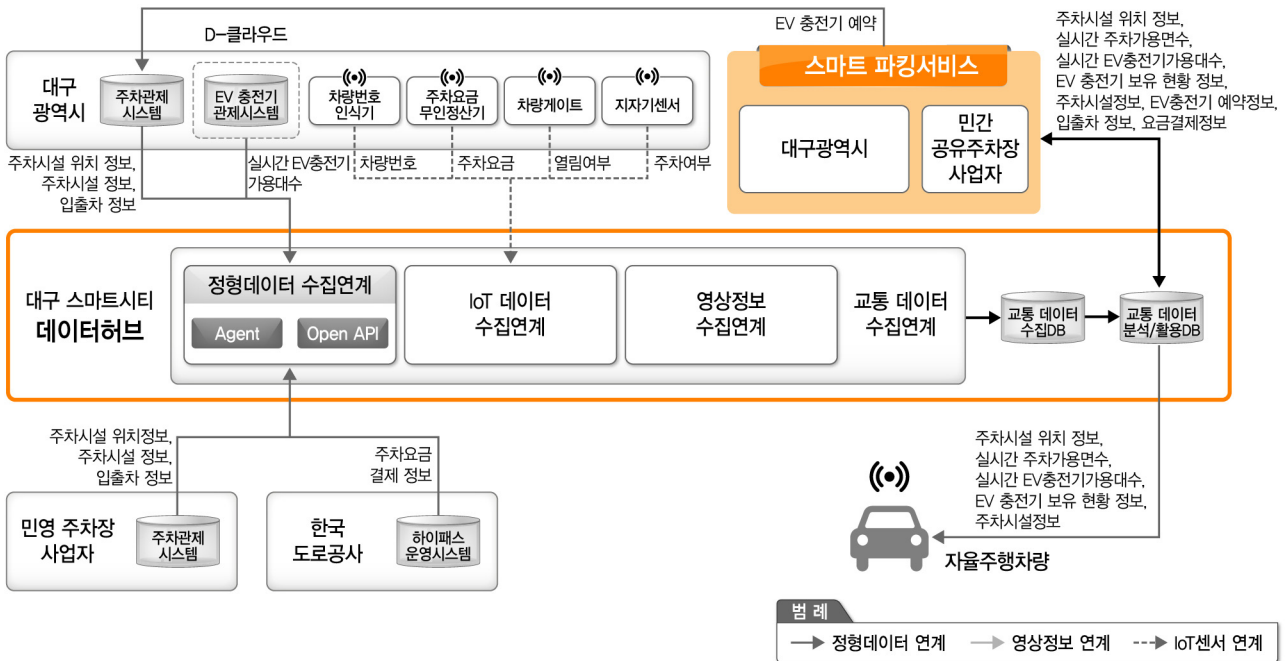 EV 충전기 예약
D-클라우드
대구
광역시
주차관제
시스템
EV 충전기
관제시스템
차량번호
인식기
주차요금
무인정산기
차량게이트
지자기센서
주차시설 위치 정보,
주차시설 정보,
입출차 정보
실시간 EV충전기
가용대수
차량번호
주차요금
열림여부
주차여부
스마트 파킹서비스
대구광역시
민간
공유주차장
사업자
주차시설 위치 정보,
실시간 주차가용면수,
실시간 EV충전기가용대수,
EV 충전기 보유 현황 정보,
주차시설정보, EV충전기 예약정보,
입출차 정보, 요금결제정보
대구 스마트시티
데이터허브
정형데이터 수집연계
Agent
Open API
IoT 데이터
수집연계
영상정보
수집연계
교통 데이터
수집연계
교통 데이터
수집DB
교통 데이터
분석/활용DB
주차시설 위치정보,
주차시설 정보,
입출차 정보
주차요금
결제 정보
민영 주차장
사업자
주차관제
시스템
한국
도로공사
하이패스
운영시스템
주차시설 위치 정보,
실시간 주차가용면수,
실시간 EV충전기가용대수,
EV 충전기 보유 현황 정보,
주차시설정보
자율주행차량
범 례
정형데이터 연계
영상정보 연계
IoT센서 연계